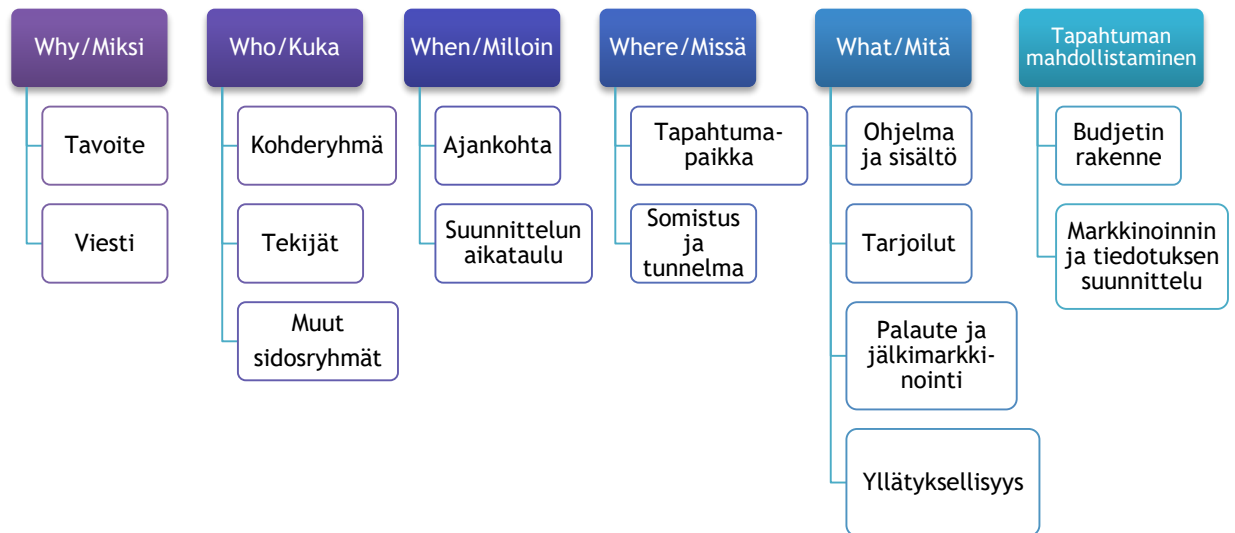 Why/Miksi
Tavoite
Viesti
Who/Kuka
Kohderyhmä
Tekijät
Muut
sidosryhmät
When/Milloin
Ajankohta
Suunnittelun
aikataulu
Where/Missä
Tapahtuma-
paikka
Somistus
ja
tunnelma
What/Mitä
Ohjelma
ja sisältö
Tarjoilut
Palaute ja
jälkimarkki-
nointi
Yllätyksellisyys
Tapahtuman
mahdollistaminen
Budjetin
rakenne
Markkinoinnin
ja tiedotuksen
suunnittelu